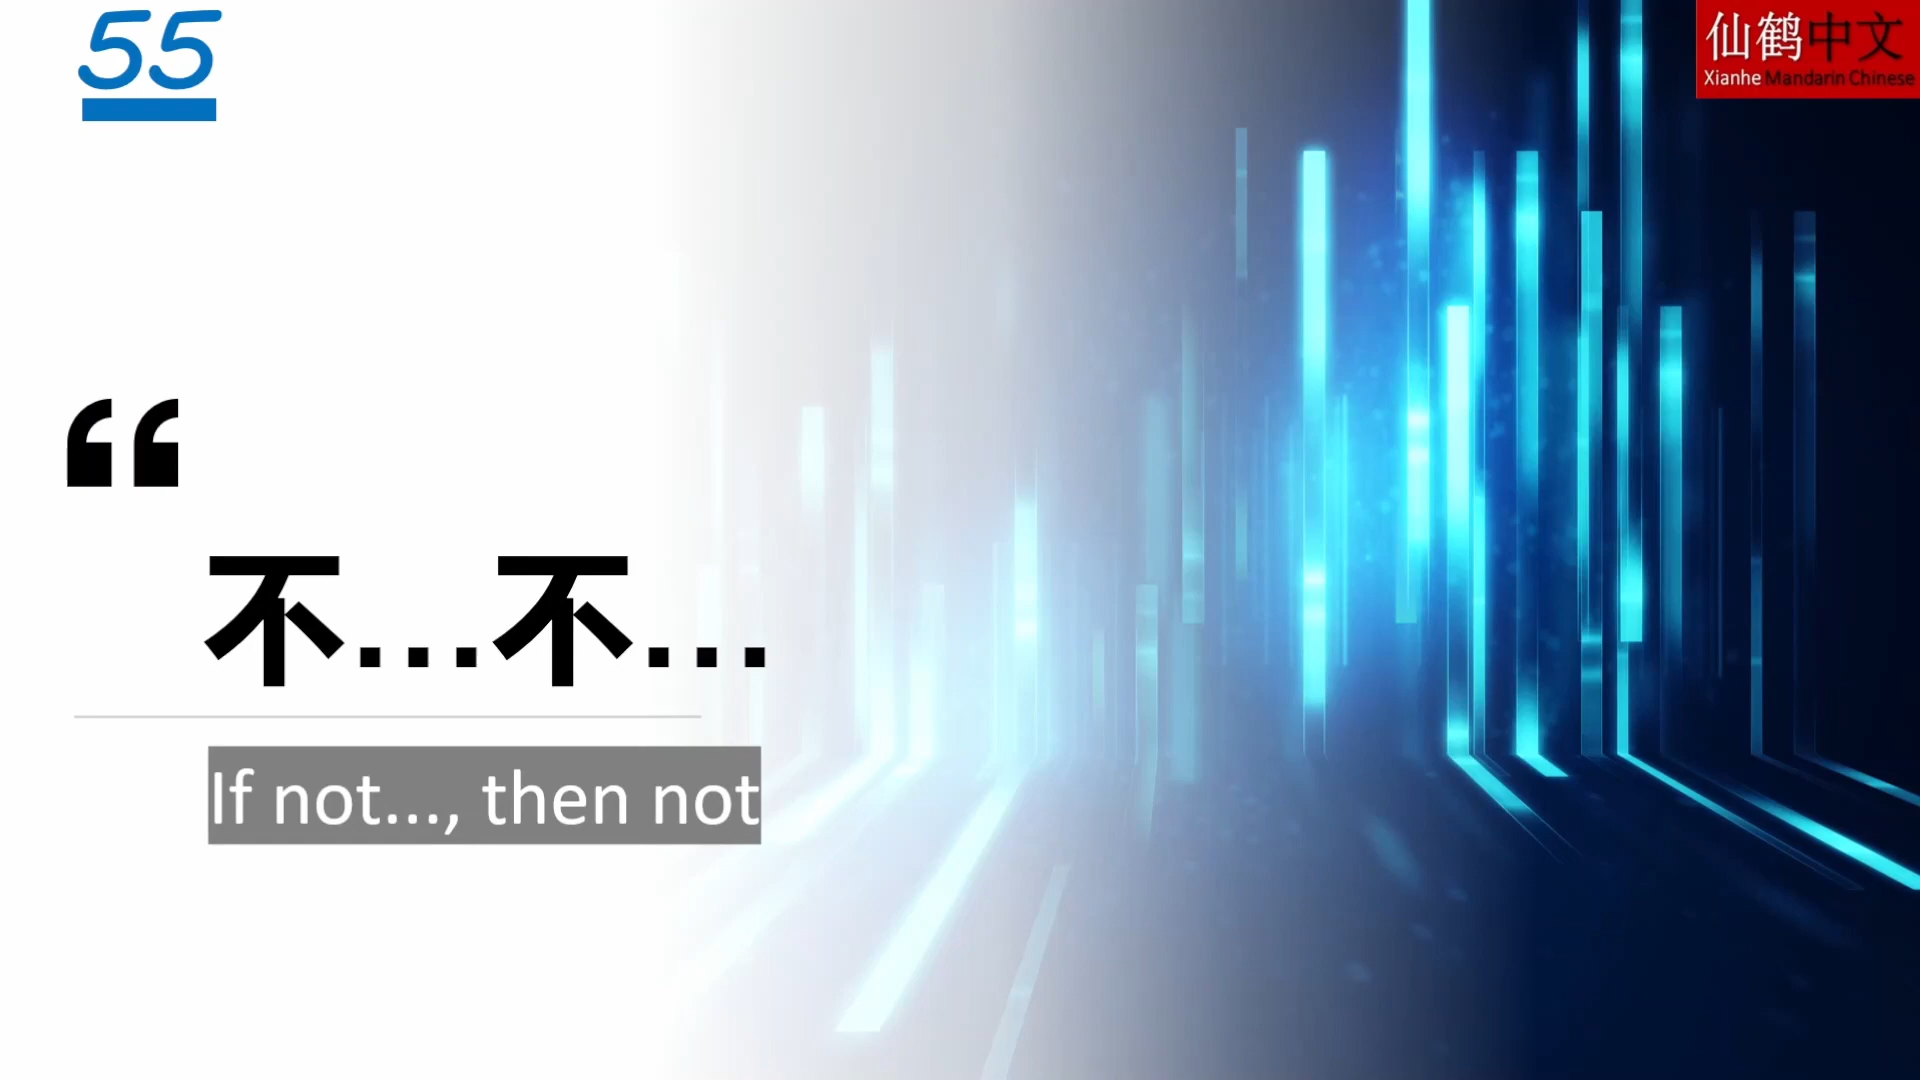 55
仙鹤中文
Xianhe Mandarin Chinese
“
不...不...
If not..., then not